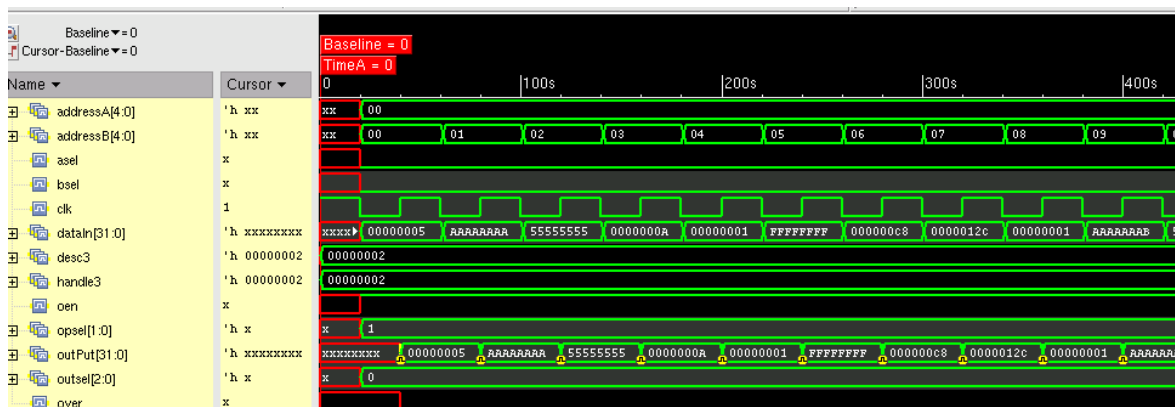 Baseline ▾ = 0
Cursor-Baseline ▾ = 0
Baseline = 0
TimeA = 0
Name ▾ Cursor ▾ 0 100s 200s 300s 400s
addressA[4:0] 'h xx xx 00
addressB[4:0] 'h xx xx 00 01 02 03 04 05 06 07 08 09
asel x
bsel x
clk 1
dataIn[31:0] 'h xxxxxxxx xxxx 00000005 AAAAAAAA 55555555 0000000A 00000001 FFFFFFFF 000000c8 0000012c 00000001 AAAAAAAB
desc3 'h 00000002 00000002
handle3 'h 00000002 00000002
oen x
opsel[1:0] 'h x x 1
outPut[31:0] 'h xxxxxxxx xxxxxxxx 00000005 AAAAAAAA 55555555 0000000A 00000001 FFFFFFFF 000000c8 0000012c 00000001 AAAAAA
outsel[2:0] 'h x x 0
over x